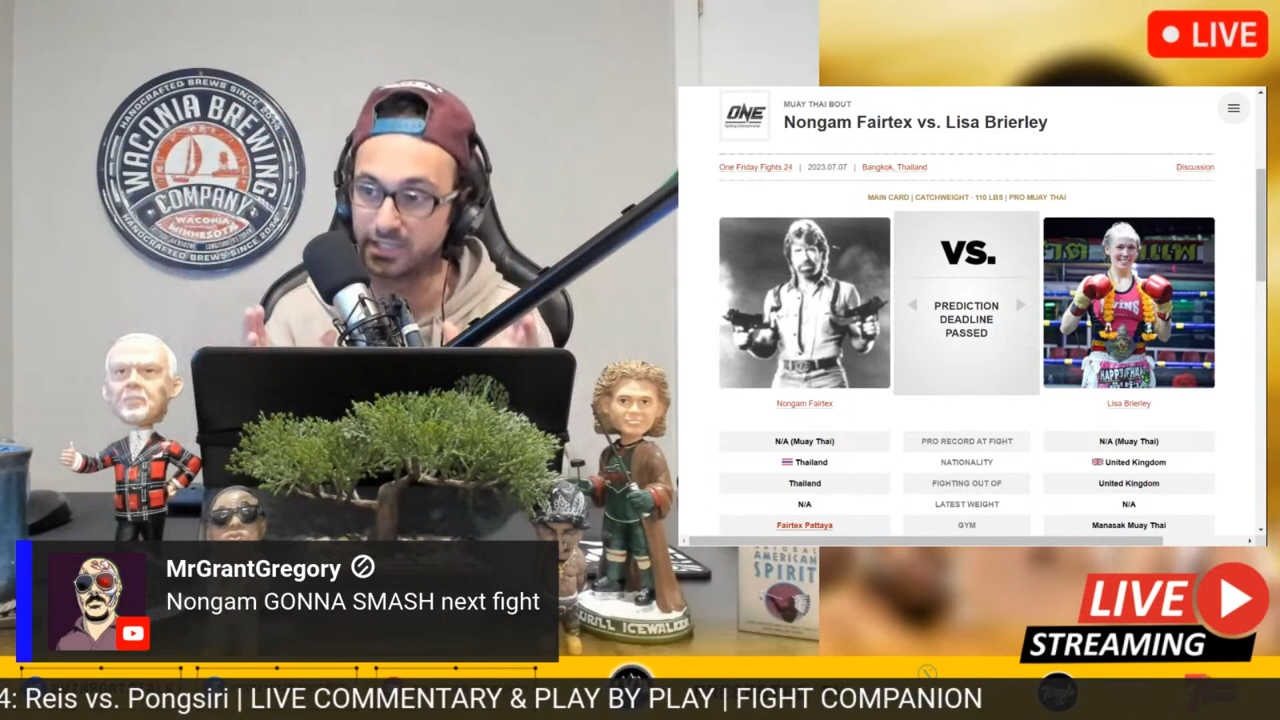 LIVE
HANDCRAFTED BREWS SINCE 2014
WACONIA BREWING
COMPANY
WACONIA
MINNESOTA
HANDCRAFTED BREWS SINCE 2014
ONE
MUAY THAI BOUT
Nongam Fairtex vs. Lisa Brierley
One Friday Fights 24 | 2023.07.07 | Bangkok, Thailand
Discussion
MAIN CARD | CATCHWEIGHT · 110 LBS | PRO MUAY THAI
VS.
PREDICTION
DEADLINE
PASSED
TWINS
Nongam Fairtex
Lisa Brierley
N/A (Muay Thai) PRO RECORD AT FIGHT N/A (Muay Thai)
Thailand NATIONALITY United Kingdom
Thailand FIGHTING OUT OF United Kingdom
N/A LATEST WEIGHT N/A
Fairtex Pattaya GYM Manasak Muay Thai
MrGrantGregory
Nongam GONNA SMASH next fight
AMERICAN
SPIRIT
ICEWALKER
LIVE
STREAMING
4: Reis vs. Pongsiri | LIVE COMMENTARY & PLAY BY PLAY | FIGHT COMPANION